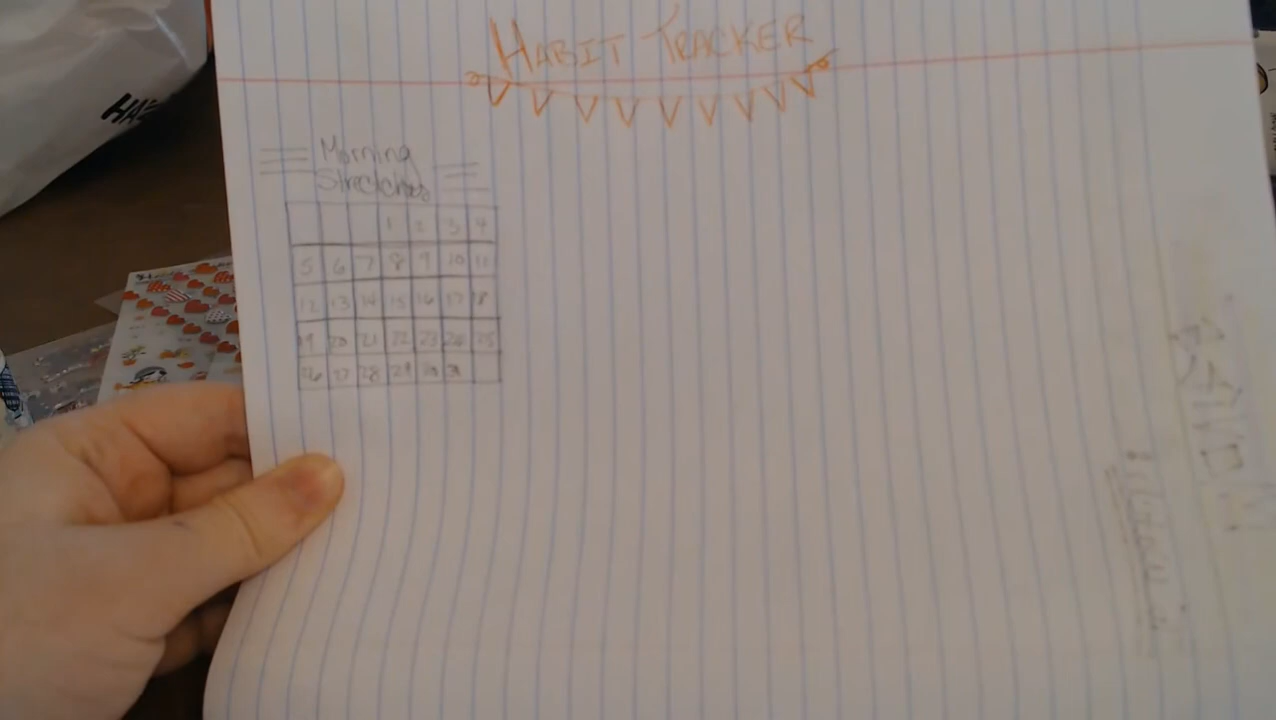 HABIT TRACKER
Morning
Stretches
1 2 3 4
5 6 7 8 9 10 11
12 13 14 15 16 17 18
19 20 21 22 23 24 25
26 27 28 29 30 31